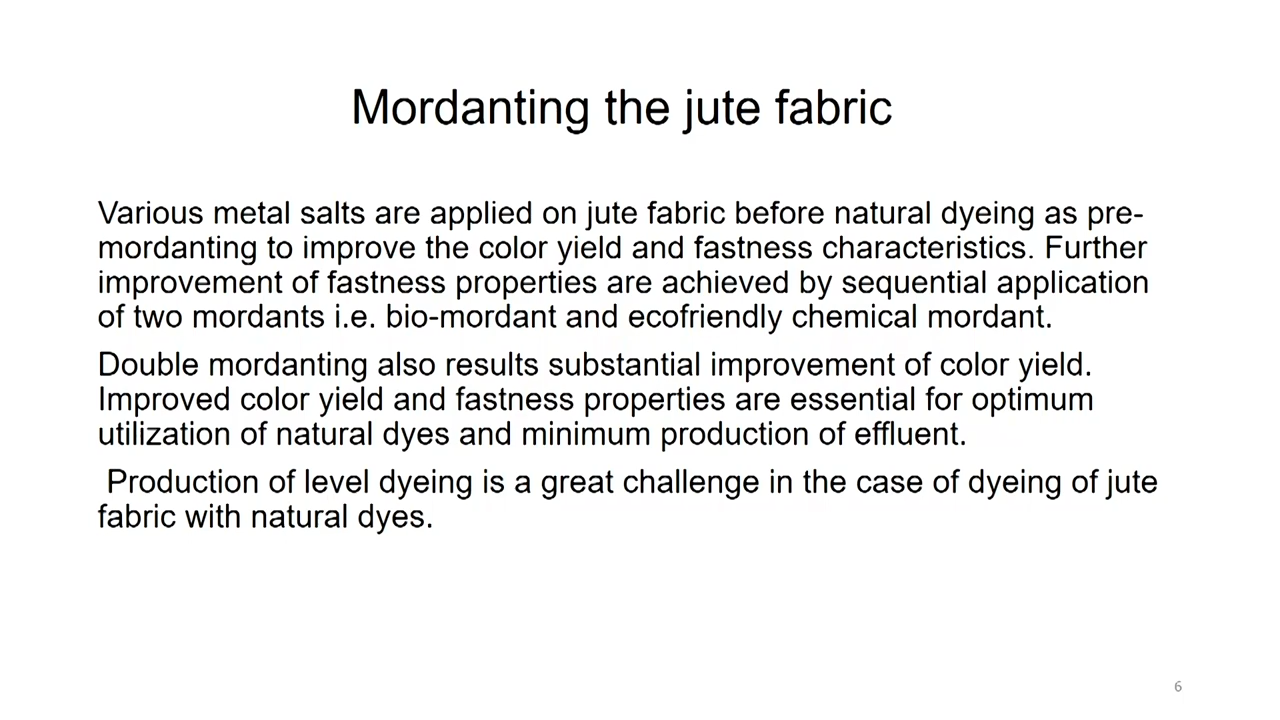 Mordanting the jute fabric
Various metal salts are applied on jute fabric before natural dyeing as pre-
mordanting to improve the color yield and fastness characteristics. Further
improvement of fastness properties are achieved by sequential application
of two mordants i.e. bio-mordant and ecofriendly chemical mordant.
Double mordanting also results substantial improvement of color yield.
Improved color yield and fastness properties are essential for optimum
utilization of natural dyes and minimum production of effluent.
Production of level dyeing is a great challenge in the case of dyeing of jute
fabric with natural dyes.
6